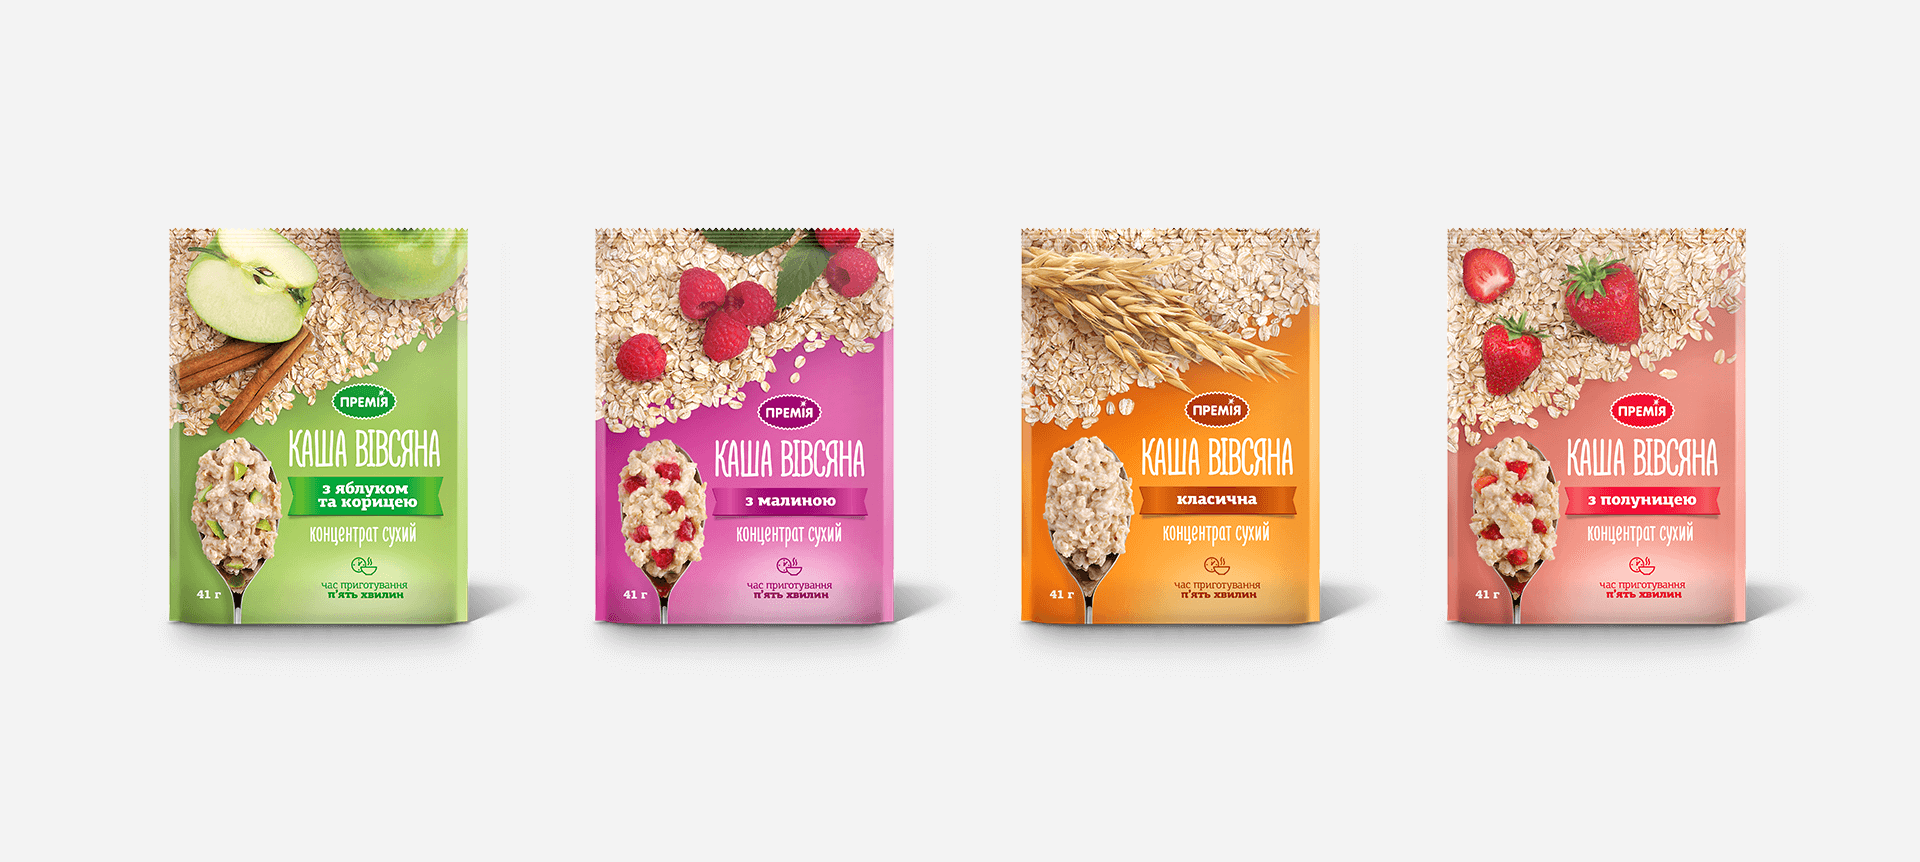 ПРЕМІЯ
КАША ВІВСЯНА
з яблуком
та корицею
концентрат сухий
час приготування
п'ять хвилин
41 г
ПРЕМІЯ
КАША ВІВСЯНА
з малиною
концентрат сухий
час приготування
п'ять хвилин
41 г
ПРЕМІЯ
КАША ВІВСЯНА
класична
концентрат сухий
час приготування
п'ять хвилин
41 г
ПРЕМІЯ
КАША ВІВСЯНА
з полуницею
концентрат сухий
час приготування
п'ять хвилин
41 г